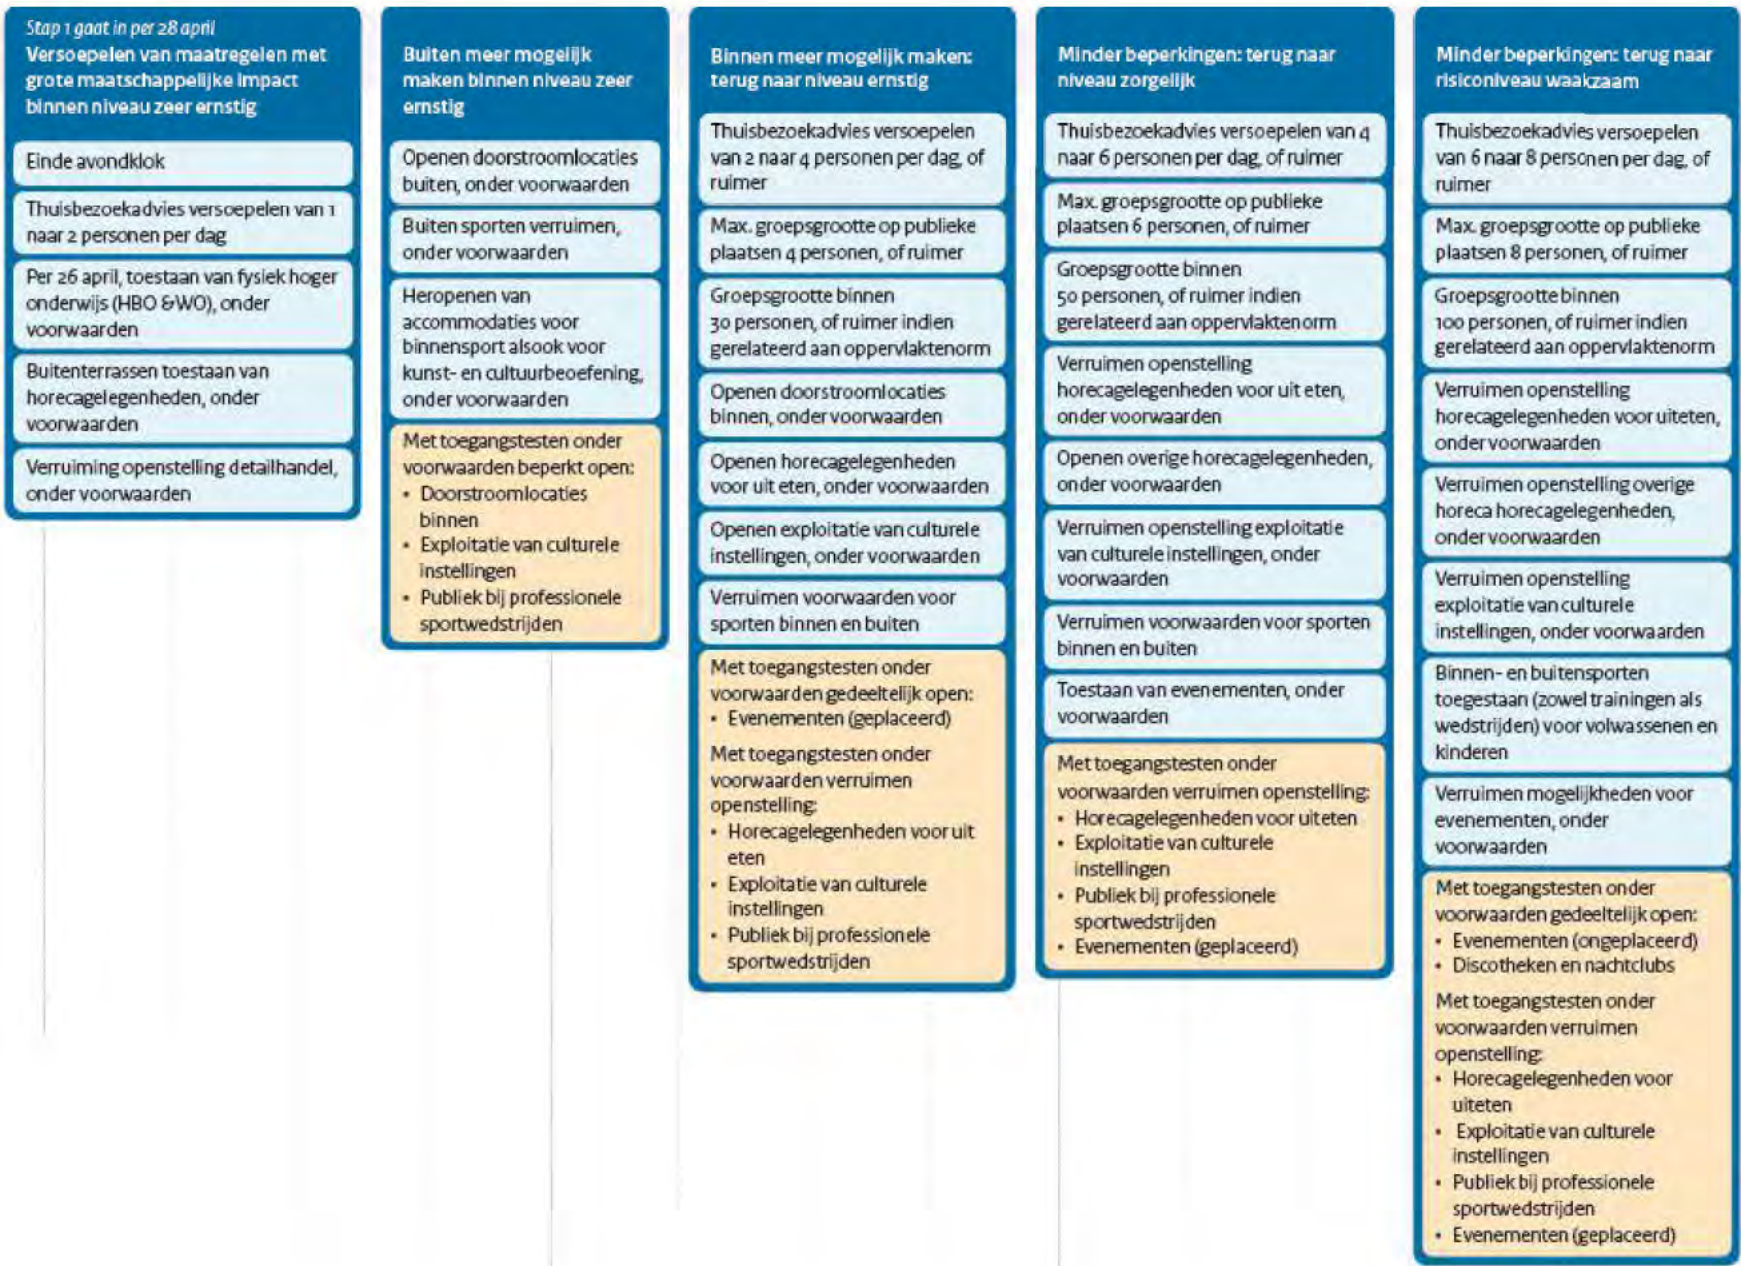 Stap 1 gaat in per 28 april
Versoepelen van maatregelen met
grote maatschappelijke impact
binnen niveau zeer ernstig
Einde avondklok
Thuisbezoekadvies versoepelen van 1
naar 2 personen per dag
Per 26 april, toestaan van fysiek hoger
onderwijs (HBO &WO), onder
voorwaarden
Buitenterrassen toestaan van
horecagelegenheden, onder
voorwaarden
Verruiming openstelling detailhandel,
onder voorwaarden
Buiten meer mogelijk
maken binnen niveau zeer
ernstig
Openen doorstroomlocaties
buiten, onder voorwaarden
Buiten sporten verruimen,
onder voorwaarden
Heropenen van
accommodaties voor
binnensport alsook voor
kunst- en cultuurbeoefening,
onder voorwaarden
Met toegangstesten onder
voorwaarden beperkt open:
• Doorstroomlocaties
binnen
• Exploitatie van culturele
instellingen
• Publiek bij professionele
sportwedstrijden
Binnen meer mogelijk maken:
terug naar niveau ernstig
Thuisbezoekadvies versoepelen
van 2 naar 4 personen per dag, of
ruimer
Max. groepsgrootte op publieke
plaatsen 4 personen, of ruimer
Groepsgrootte binnen
30 personen, of ruimer indien
gerelateerd aan oppervlaktenorm
Openen doorstroomlocaties
binnen, onder voorwaarden
Openen horecagelegenheden
voor uit eten, onder voorwaarden
Openen exploitatie van culturele
instellingen, onder voorwaarden
Verruimen voorwaarden voor
sporten binnen en buiten
Met toegangstesten onder
voorwaarden gedeeltelijk open:
• Evenementen (geplaceerd)
Met toegangstesten onder
voorwaarden verruimen
openstelling:
• Horecagelegenheden voor uit
eten
• Exploitatie van culturele
instellingen
• Publiek bij professionele
sportwedstrijden
Minder beperkingen: terug naar
niveau zorgelijk
Thuisbezoekadvies versoepelen van 4
naar 6 personen per dag, of ruimer
Max. groepsgrootte op publieke
plaatsen 6 personen, of ruimer
Groepsgrootte binnen
50 personen, of ruimer indien
gerelateerd aan oppervlaktenorm
Verruimen openstelling
horecagelegenheden voor uit eten,
onder voorwaarden
Openen overige horecagelegenheden,
onder voorwaarden
Verruimen openstelling exploitatie
van culturele instellingen, onder
voorwaarden
Verruimen voorwaarden voor sporten
binnen en buiten
Toestaan van evenementen, onder
voorwaarden
Met toegangstesten onder
voorwaarden verruimen openstelling:
• Horecagelegenheden voor uiteten
• Exploitatie van culturele
instellingen
• Publiek bij professionele
sportwedstrijden
• Evenementen (geplaceerd)
Minder beperkingen: terug naar
risiconiveau waakzaam
Thuisbezoekadvies versoepelen
van 6 naar 8 personen per dag, of
ruimer
Max. groepsgrootte op publieke
plaatsen 8 personen, of ruimer
Groepsgrootte binnen
100 personen, of ruimer indien
gerelateerd aan oppervlaktenorm
Verruimen openstelling
horecagelegenheden voor uiteten,
onder voorwaarden
Verruimen openstelling overige
horeca horecagelegenheden,
onder voorwaarden
Verruimen openstelling
exploitatie van culturele
instellingen, onder voorwaarden
Binnen- en buitensporten
toegestaan (zowel trainingen als
wedstrijden) voor volwassenen en
kinderen
Verruimen mogelijkheden voor
evenementen, onder
voorwaarden
Met toegangstesten onder
voorwaarden gedeeltelijk open:
• Evenementen (ongeplaceerd)
• Discotheken en nachtclubs
Met toegangstesten onder
voorwaarden verruimen
openstelling:
• Horecagelegenheden voor
uiteten
• Exploitatie van culturele
instellingen
• Publiek bij professionele
sportwedstrijden
• Evenementen (geplaceerd)